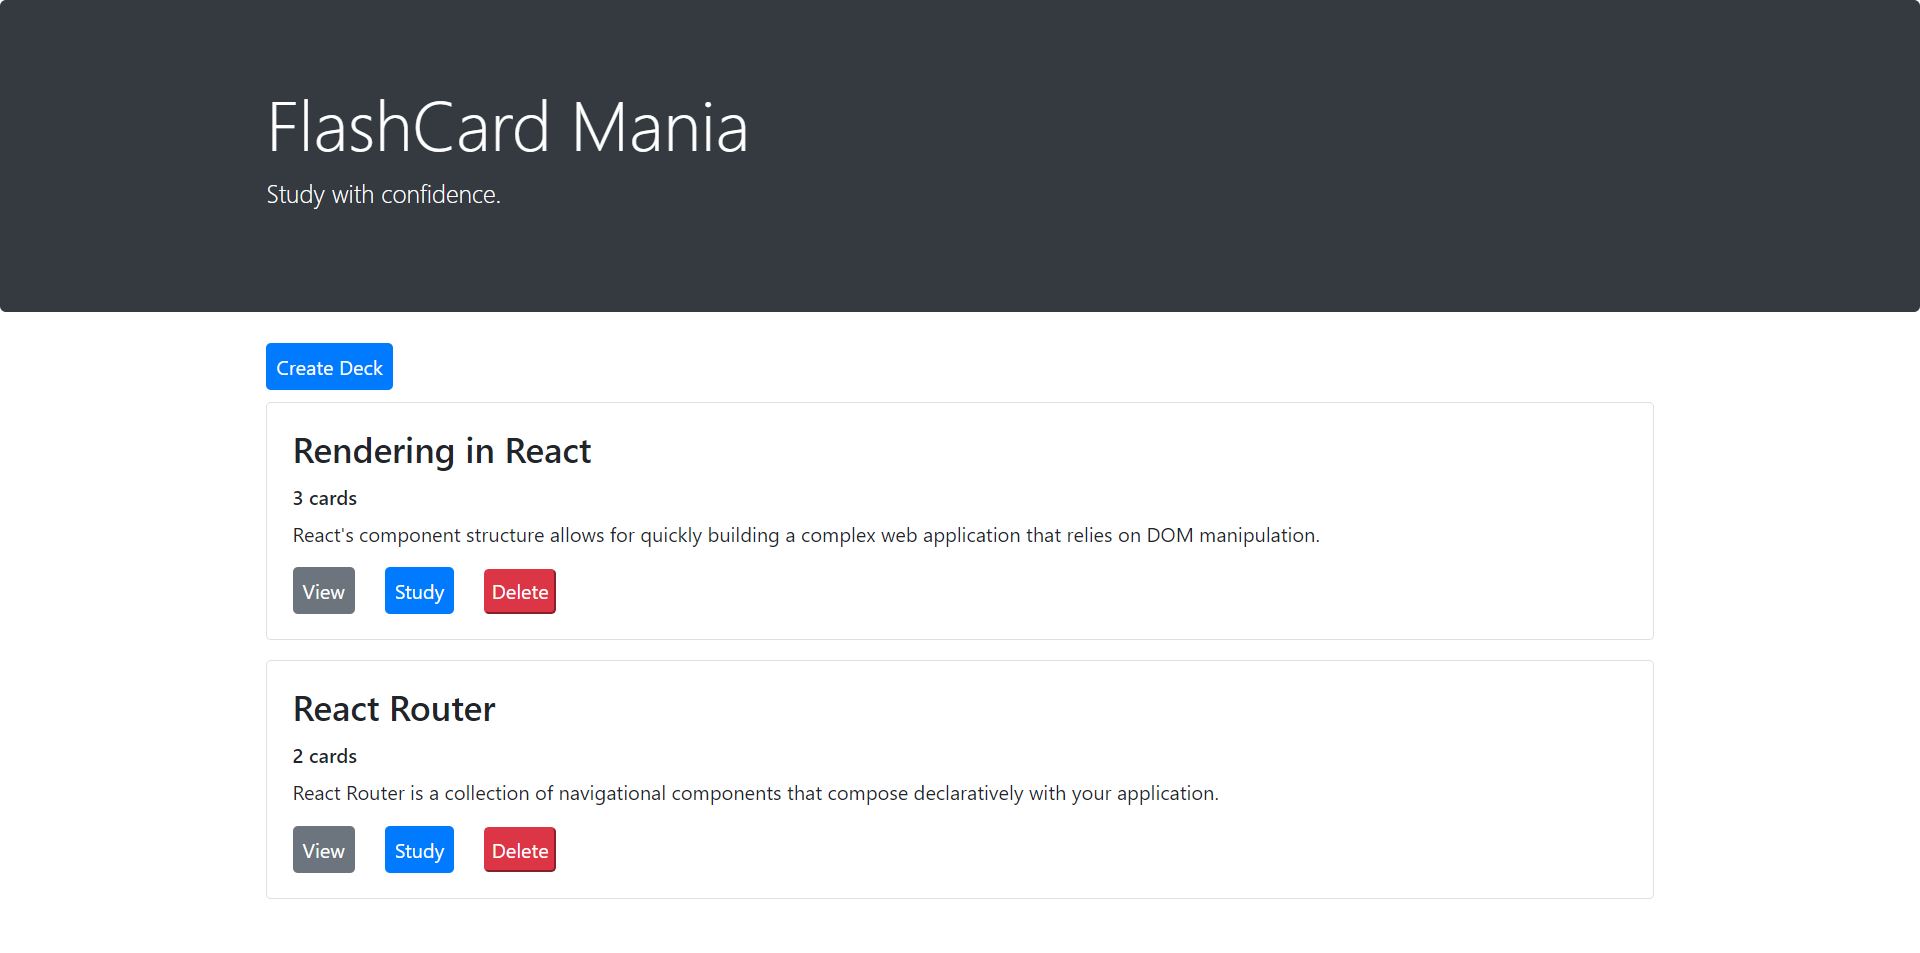 FlashCard Mania
Study with confidence.
Create Deck
Rendering in React
3 cards
React's component structure allows for quickly building a complex web application that relies on DOM manipulation.
View Study Delete
React Router
2 cards
React Router is a collection of navigational components that compose declaratively with your application.
View Study Delete